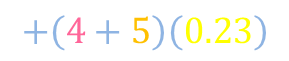 +(4 + 5)(0.23)